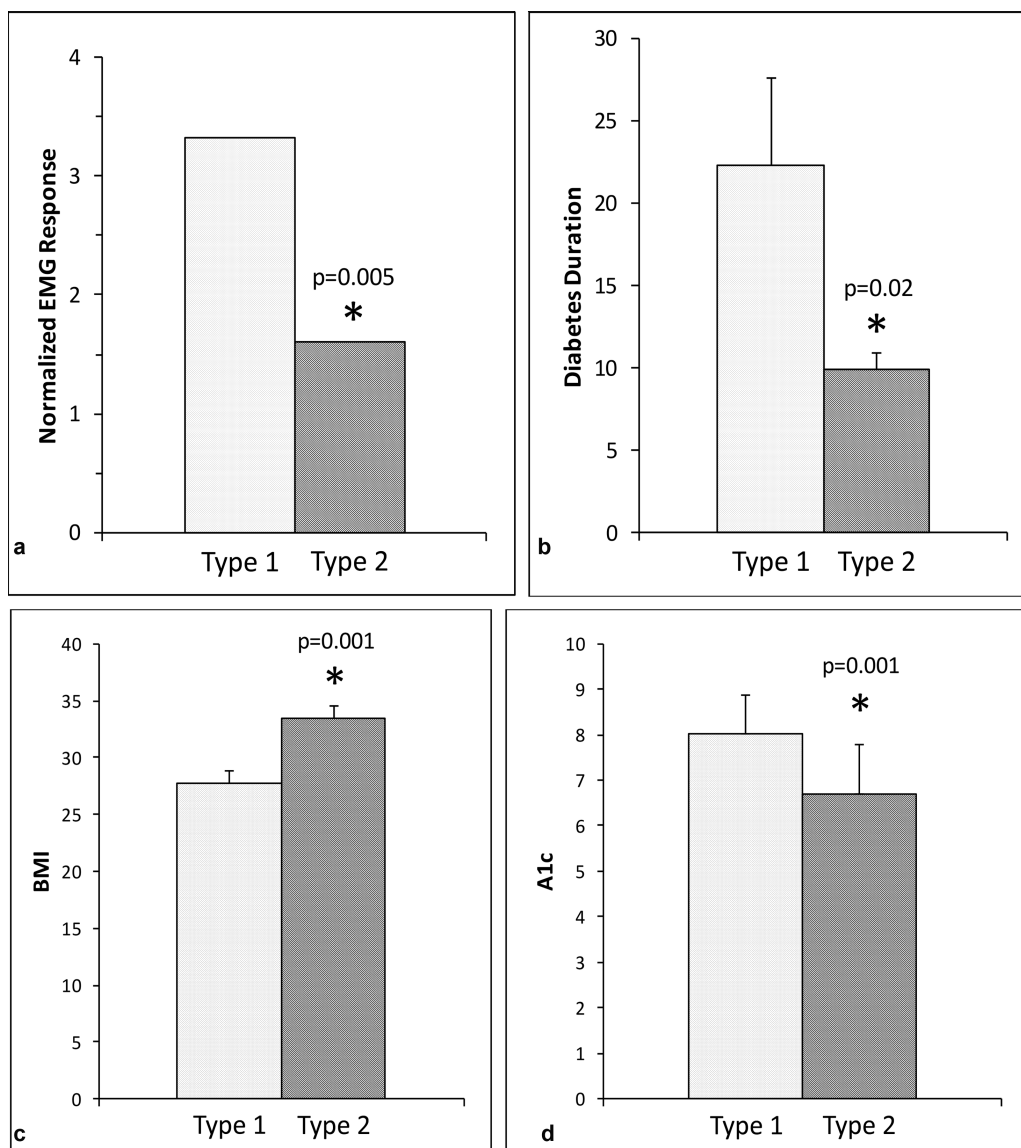 Normalized EMG Response
4
3
2
1
0
p=0.005
*
Type 1 Type 2
a
Diabetes Duration
30
25
20
15
10
5
0
p=0.02
*
Type 1 Type 2
b
BMI
40
35
30
25
20
15
10
5
0
p=0.001
*
Type 1 Type 2
c
A1c
10
9
8
7
6
5
4
3
2
1
0
p=0.001
*
Type 1 Type 2
d